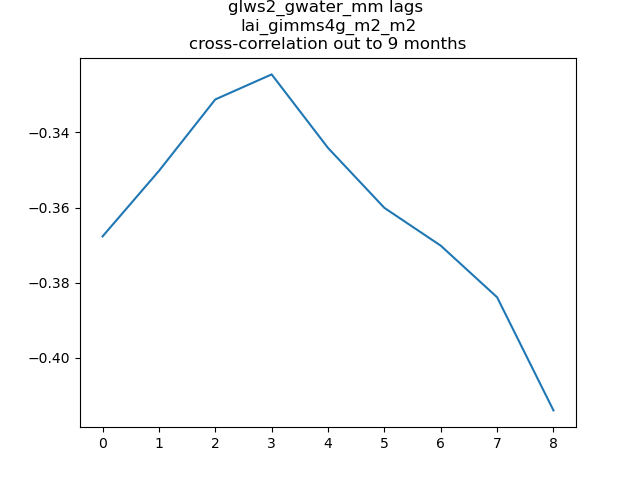 glws2_gwater_mm lags
lai_gimms4g_m2_m2
cross-correlation out to 9 months
−0.34
−0.36
−0.38
−0.40
0 1 2 3 4 5 6 7 8